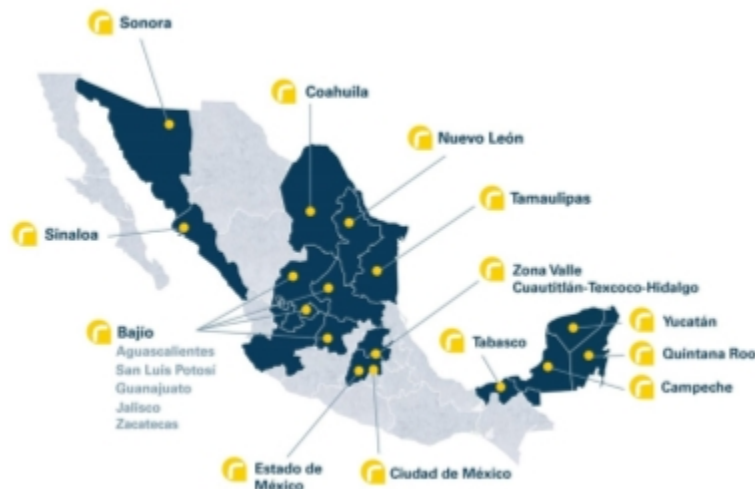 Sonora
Coahuila
Nuevo León
Tamaulipas
Sinaloa
Zona Valle
Cuautitlán-Texcoco-Hidalgo
Bajío
Aguascalientes
San Luis Potosí
Guanajuato
Jalisco
Zacatecas
Yucatán
Tabasco
Quintana Roo
Campeche
Estado de
México
Ciudad de México